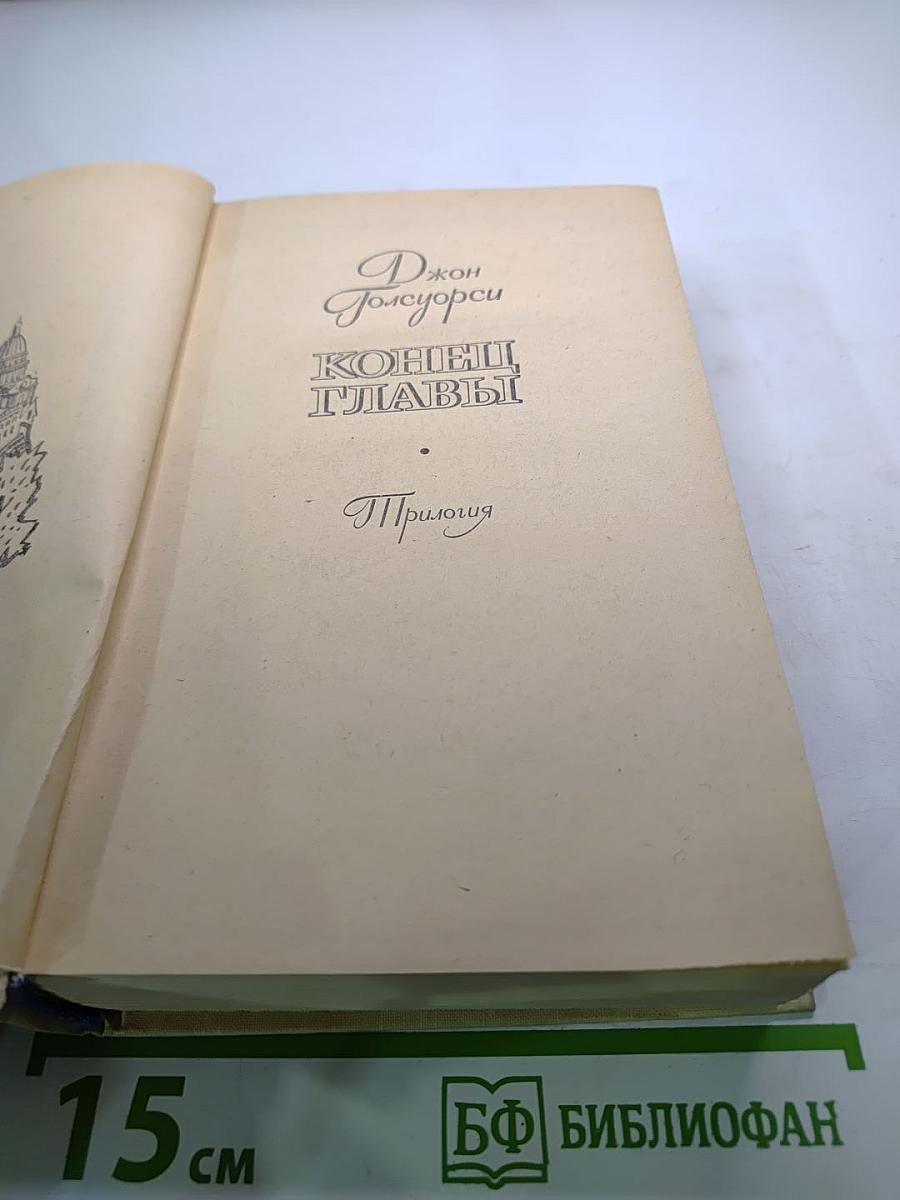 Джон
Голсуорси
КОНЕЦ
ГЛАВЫ
Трилогия
15 см
БФ БИБЛИОФАН